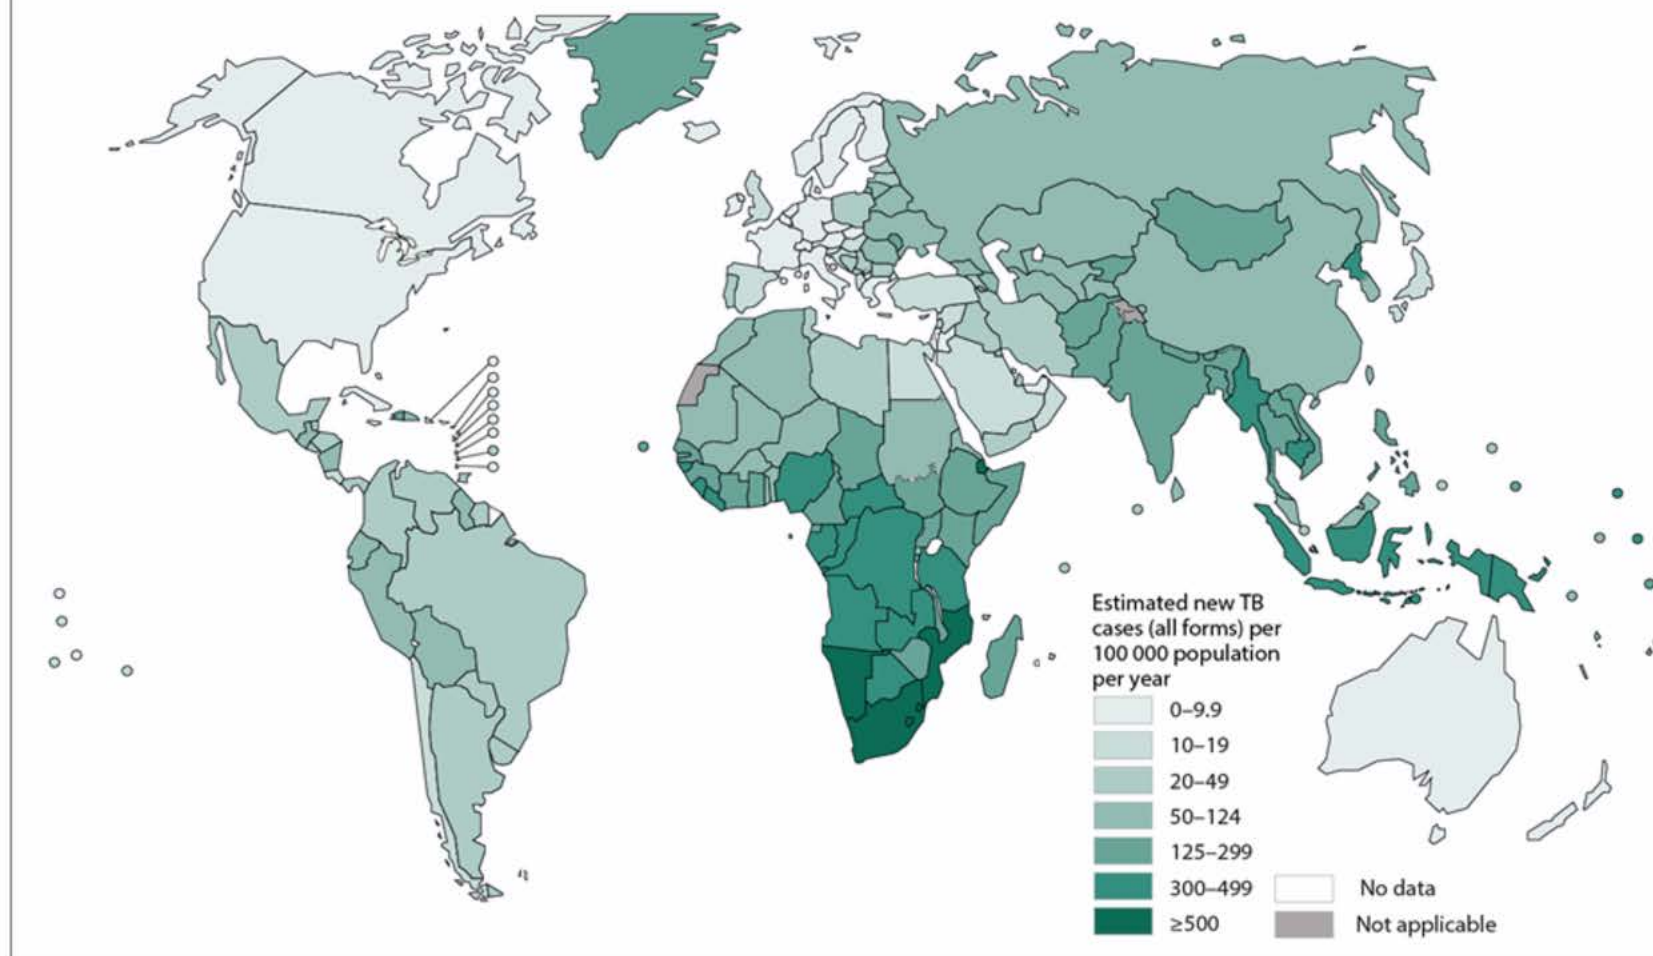 Estimated new TB
cases (all forms) per
100 000 population
per year
0–9.9
10–19
20–49
50–124
125–299
300–499
≥500
No data
Not applicable